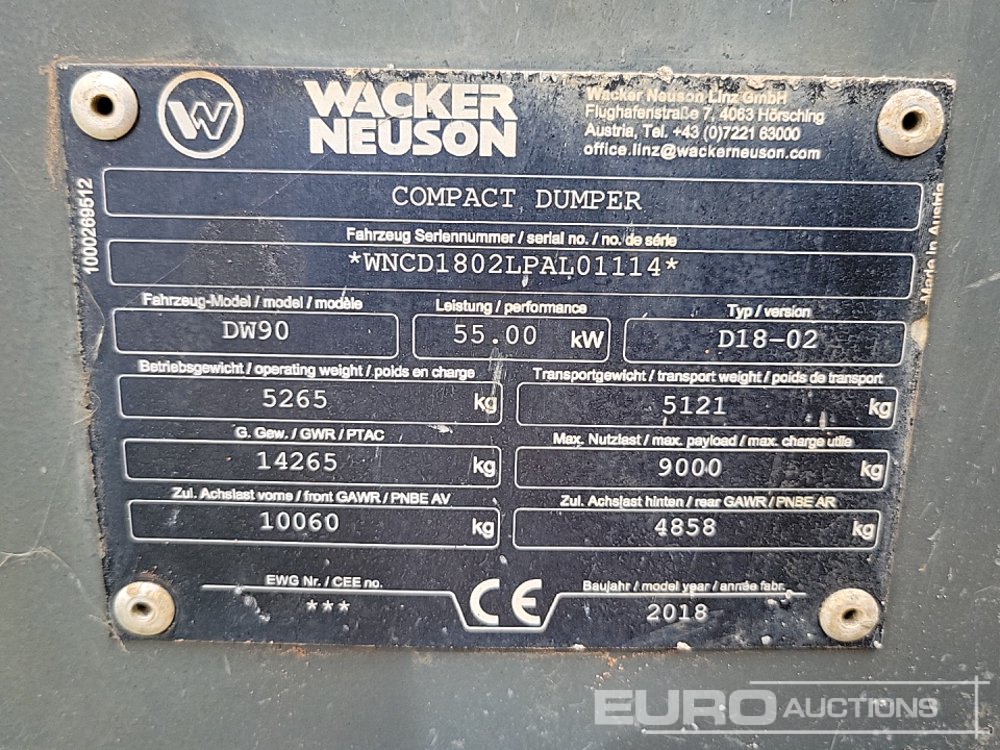 W
WACKER
NEUSON
Wacker Neuson Linz GmbH
Flughafenstraße 7, 4063 Hörsching
Austria, Tel. +43 (0)7221 63000
office.linz@wackerneuson.com
1000269512
Made in Austria
COMPACT DUMPER
Fahrzeug Seriennummer / serial no. / no. de série
*WNCD1802LPAL01114*
Fahrzeug-Model / model / modèle
DW90
Leistung / performance
55.00 kW
Typ / version
D18-02
Betriebsgewicht / operating weight / poids en charge
5265 kg
Transportgewicht / transport weight / poids de transport
5121 kg
G. Gew. / GWR / PTAC
14265 kg
Max. Nutzlast / max. payload / max. charge utile
9000 kg
Zul. Achslast vorne / front GAWR / PNBE AV
10060 kg
Zul. Achslast hinten / rear GAWR / PNBE AR
4858 kg
EWG Nr. / CEE no.
***
CE
Baujahr / model year / année fabr.
2018
EURO AUCTIONS